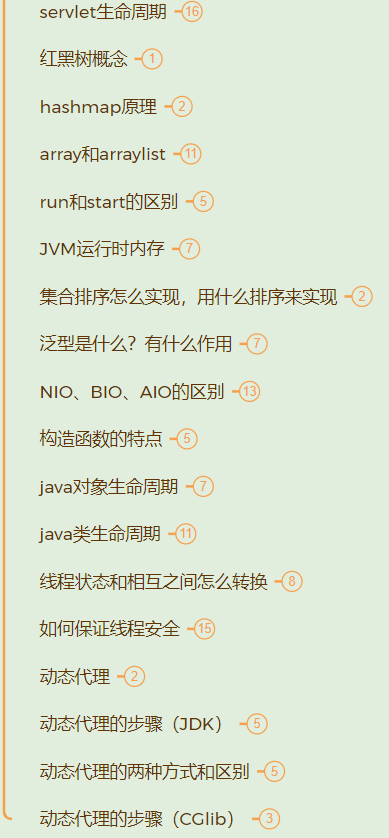 servlet生命周期 16
红黑树概念 1
hashmap原理 2
array和arraylist 11
run和start的区别 5
JVM运行时内存 7
集合排序怎么实现，用什么排序来实现 2
泛型是什么？有什么作用 7
NIO、BIO、AIO的区别 13
构造函数的特点 5
java对象生命周期 7
java类生命周期 11
线程状态和相互之间怎么转换 8
如何保证线程安全 15
动态代理 2
动态代理的步骤（JDK） 5
动态代理的两种方式和区别 5
动态代理的步骤（CGlib） 3